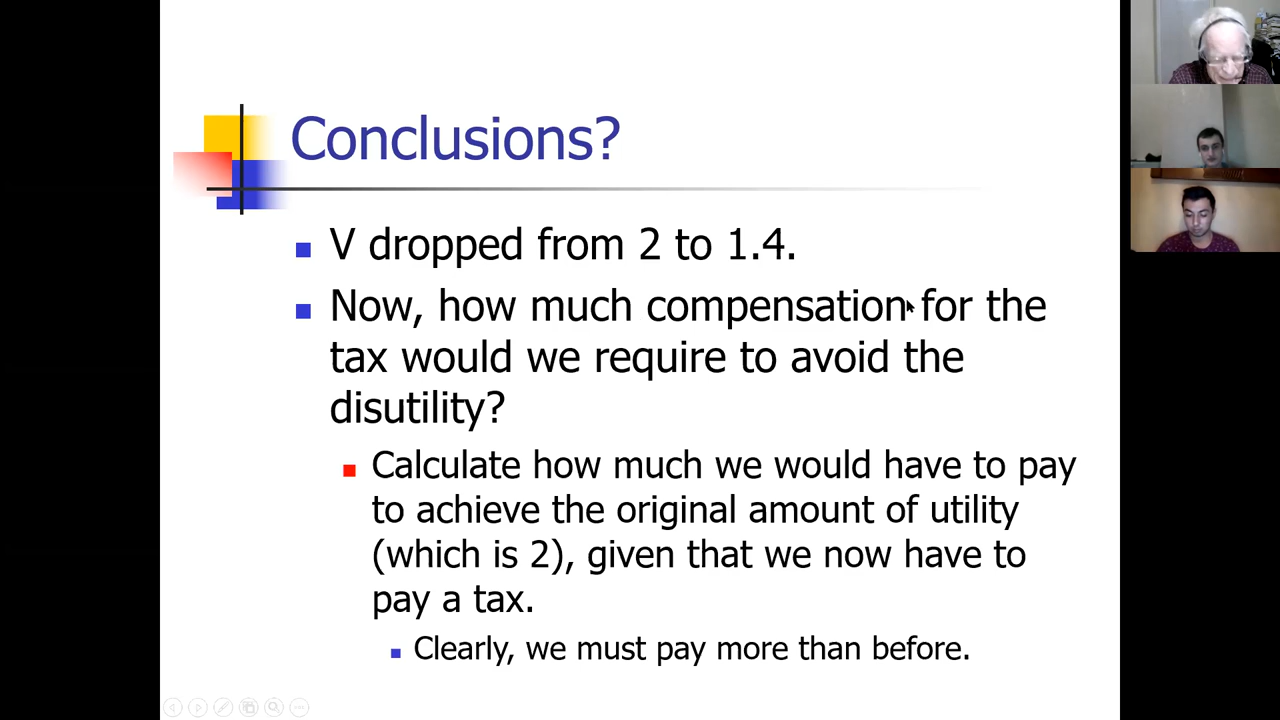 Conclusions?
V dropped from 2 to 1.4.
Now, how much compensation for the
tax would we require to avoid the
disutility?
Calculate how much we would have to pay
to achieve the original amount of utility
(which is 2), given that we now have to
pay a tax.
Clearly, we must pay more than before.